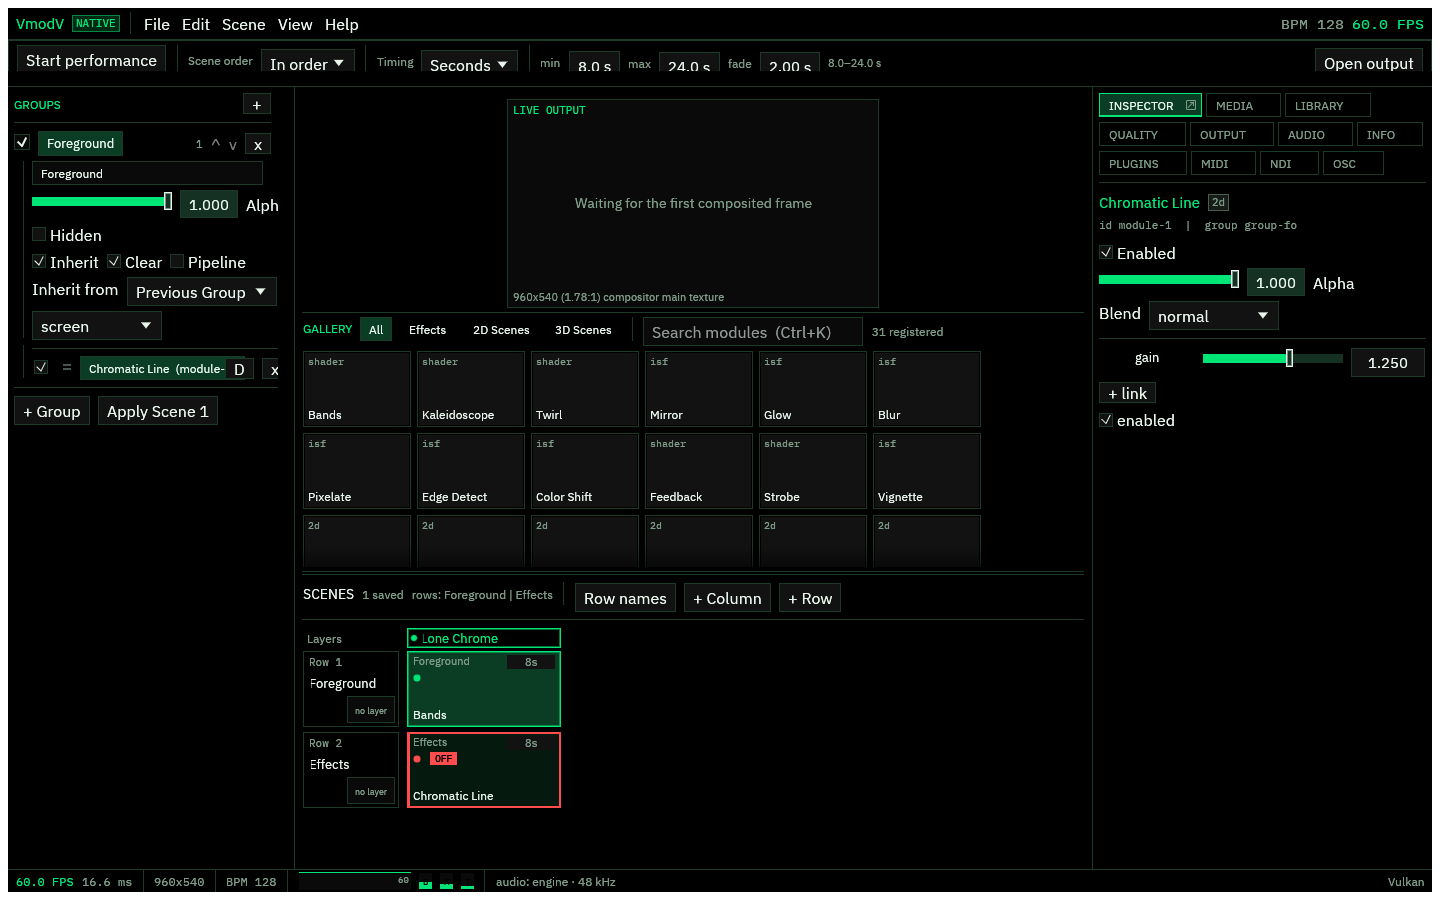 VmodV NATIVE File Edit Scene View Help BPM 128 60.0 FPS
Start performance Scene order In order Timing Seconds min 8.0 s max 24.0 s fade 2.00 s 8.0–24.0 s Open output
GROUPS +
Foreground 1 ^ v x
Foreground
1.000 Alph
Hidden
Inherit Clear Pipeline
Inherit from Previous Group
screen
= Chromatic Line (module- D x
+ Group Apply Scene 1
LIVE OUTPUT
Waiting for the first composited frame
960x540 (1.78:1) compositor main texture
GALLERY All Effects 2D Scenes 3D Scenes Search modules (Ctrl+K) 31 registered
shader shader shader isf isf isf
Bands Kaleidoscope Twirl Mirror Glow Blur
isf isf isf shader shader isf
Pixelate Edge Detect Color Shift Feedback Strobe Vignette
2d 2d 2d 2d 2d 2d
SCENES 1 saved rows: Foreground | Effects Row names + Column + Row
Layers Lone Chrome
Row 1 Foreground 8s
Foreground
no layer Bands
Row 2 Effects 8s
Effects OFF
no layer Chromatic Line
INSPECTOR MEDIA LIBRARY
QUALITY OUTPUT AUDIO INFO
PLUGINS MIDI NDI OSC
Chromatic Line 2d
id module-1 | group group-fo
Enabled
1.000 Alpha
Blend normal
gain 1.250
+ link
enabled
60.0 FPS 16.6 ms 960x540 BPM 128 60 audio: engine · 48 kHz Vulkan